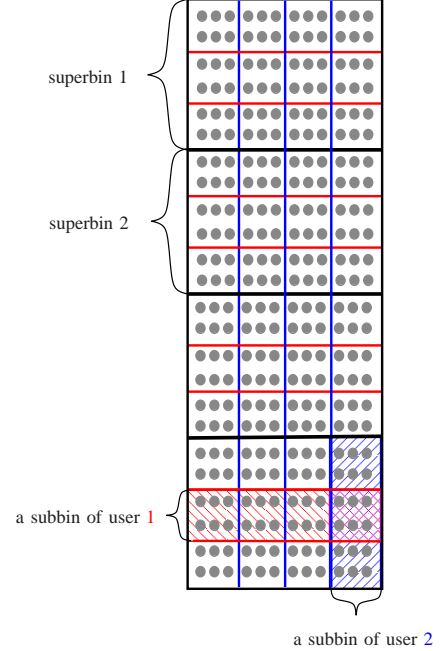 superbin 1
superbin 2
a subbin of user 1
a subbin of user 2